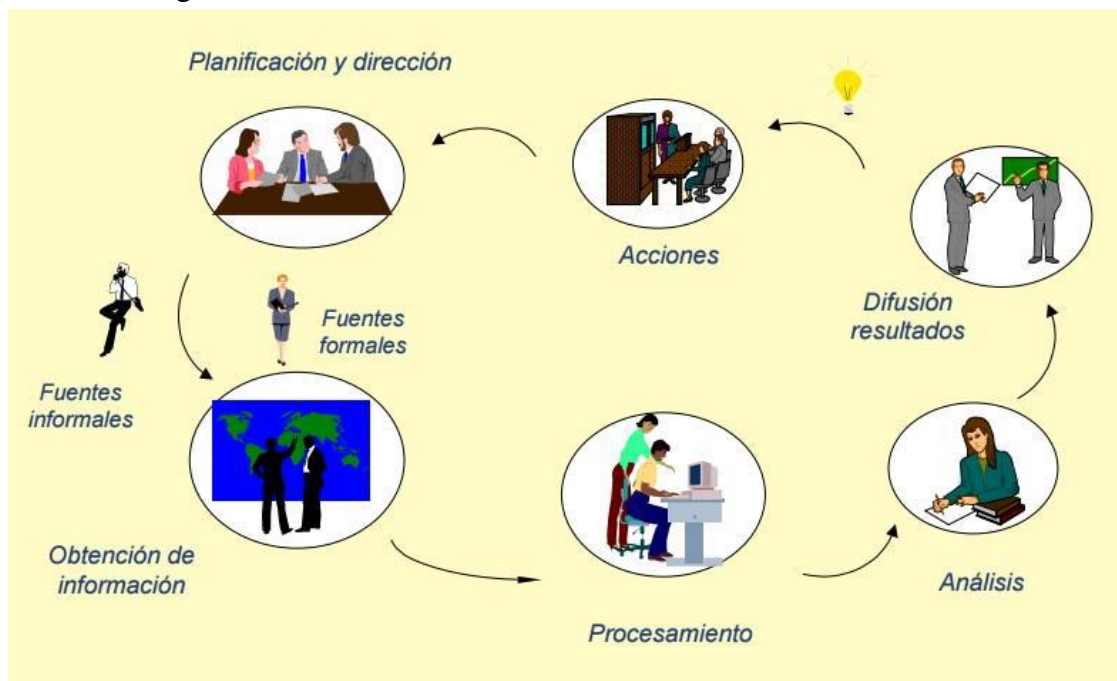 Planificación y dirección
Acciones
Difusión
resultados
Fuentes
formales
Fuentes
informales
Obtención de
información
Procesamiento
Análisis